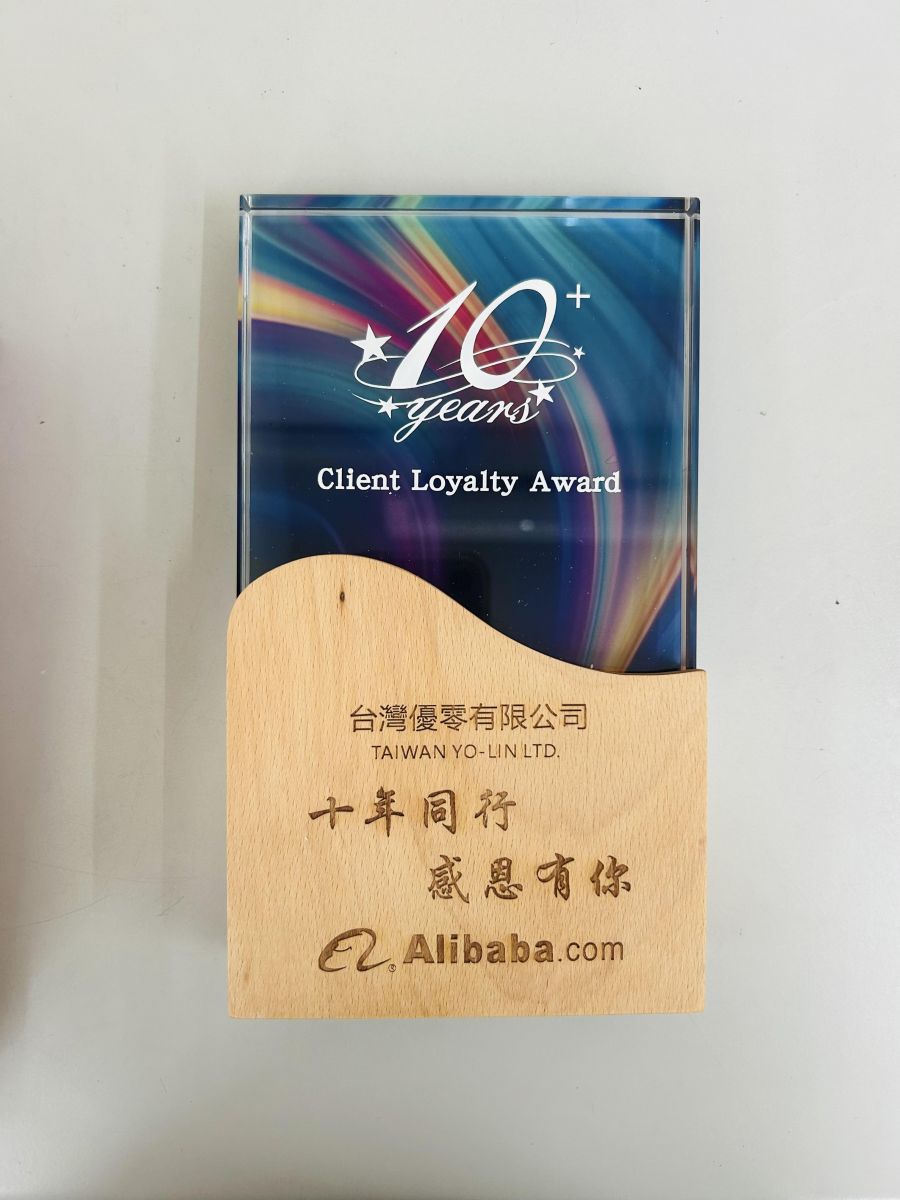 10+
years
Client Loyalty Award
台灣優零有限公司
TAIWAN YO-LIN LTD.
十年同行
感恩有你
Alibaba.com